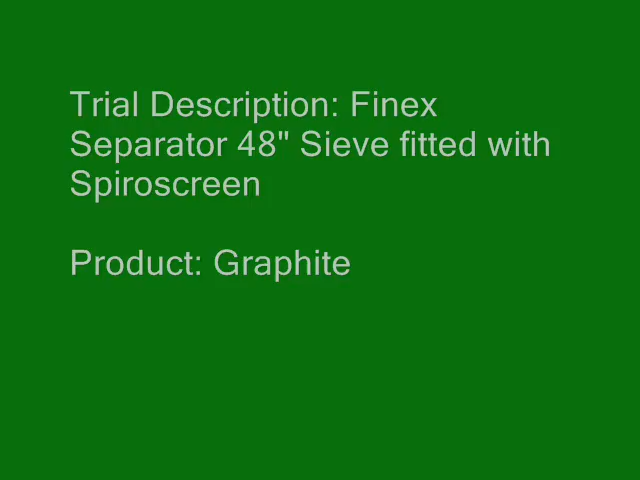 Trial Description: Finex
Separator 48" Sieve fitted with
Spiroscreen
Product: Graphite